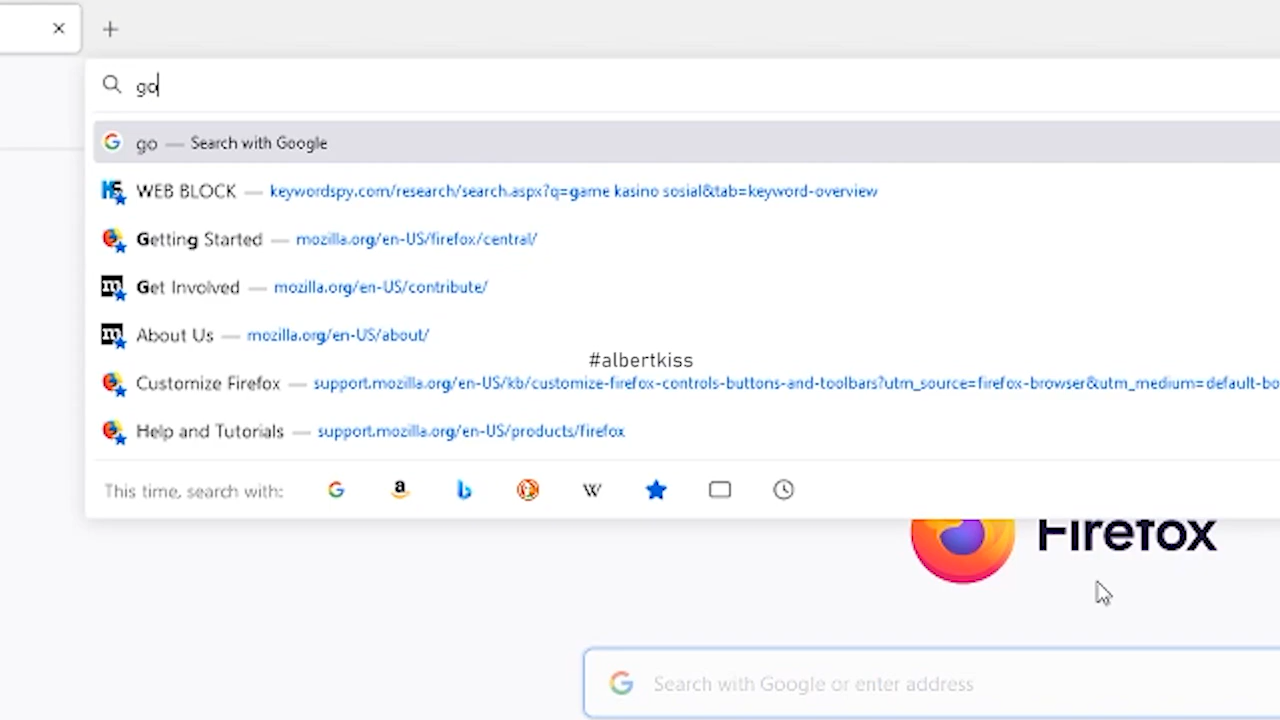 go
go — Search with Google
WEB BLOCK — keywordspy.com/research/search.aspx?q=game kasino sosial&tab=keyword-overview
Getting Started — mozilla.org/en-US/firefox/central/
Get Involved — mozilla.org/en-US/contribute/
About Us — mozilla.org/en-US/about/
#albertkiss
Customize Firefox — support.mozilla.org/en-US/kb/customize-firefox-controls-buttons-and-toolbars?utm_source=firefox-browser&utm_medium=default-bo
Help and Tutorials — support.mozilla.org/en-US/products/firefox
This time, search with:
Firefox
Search with Google or enter address